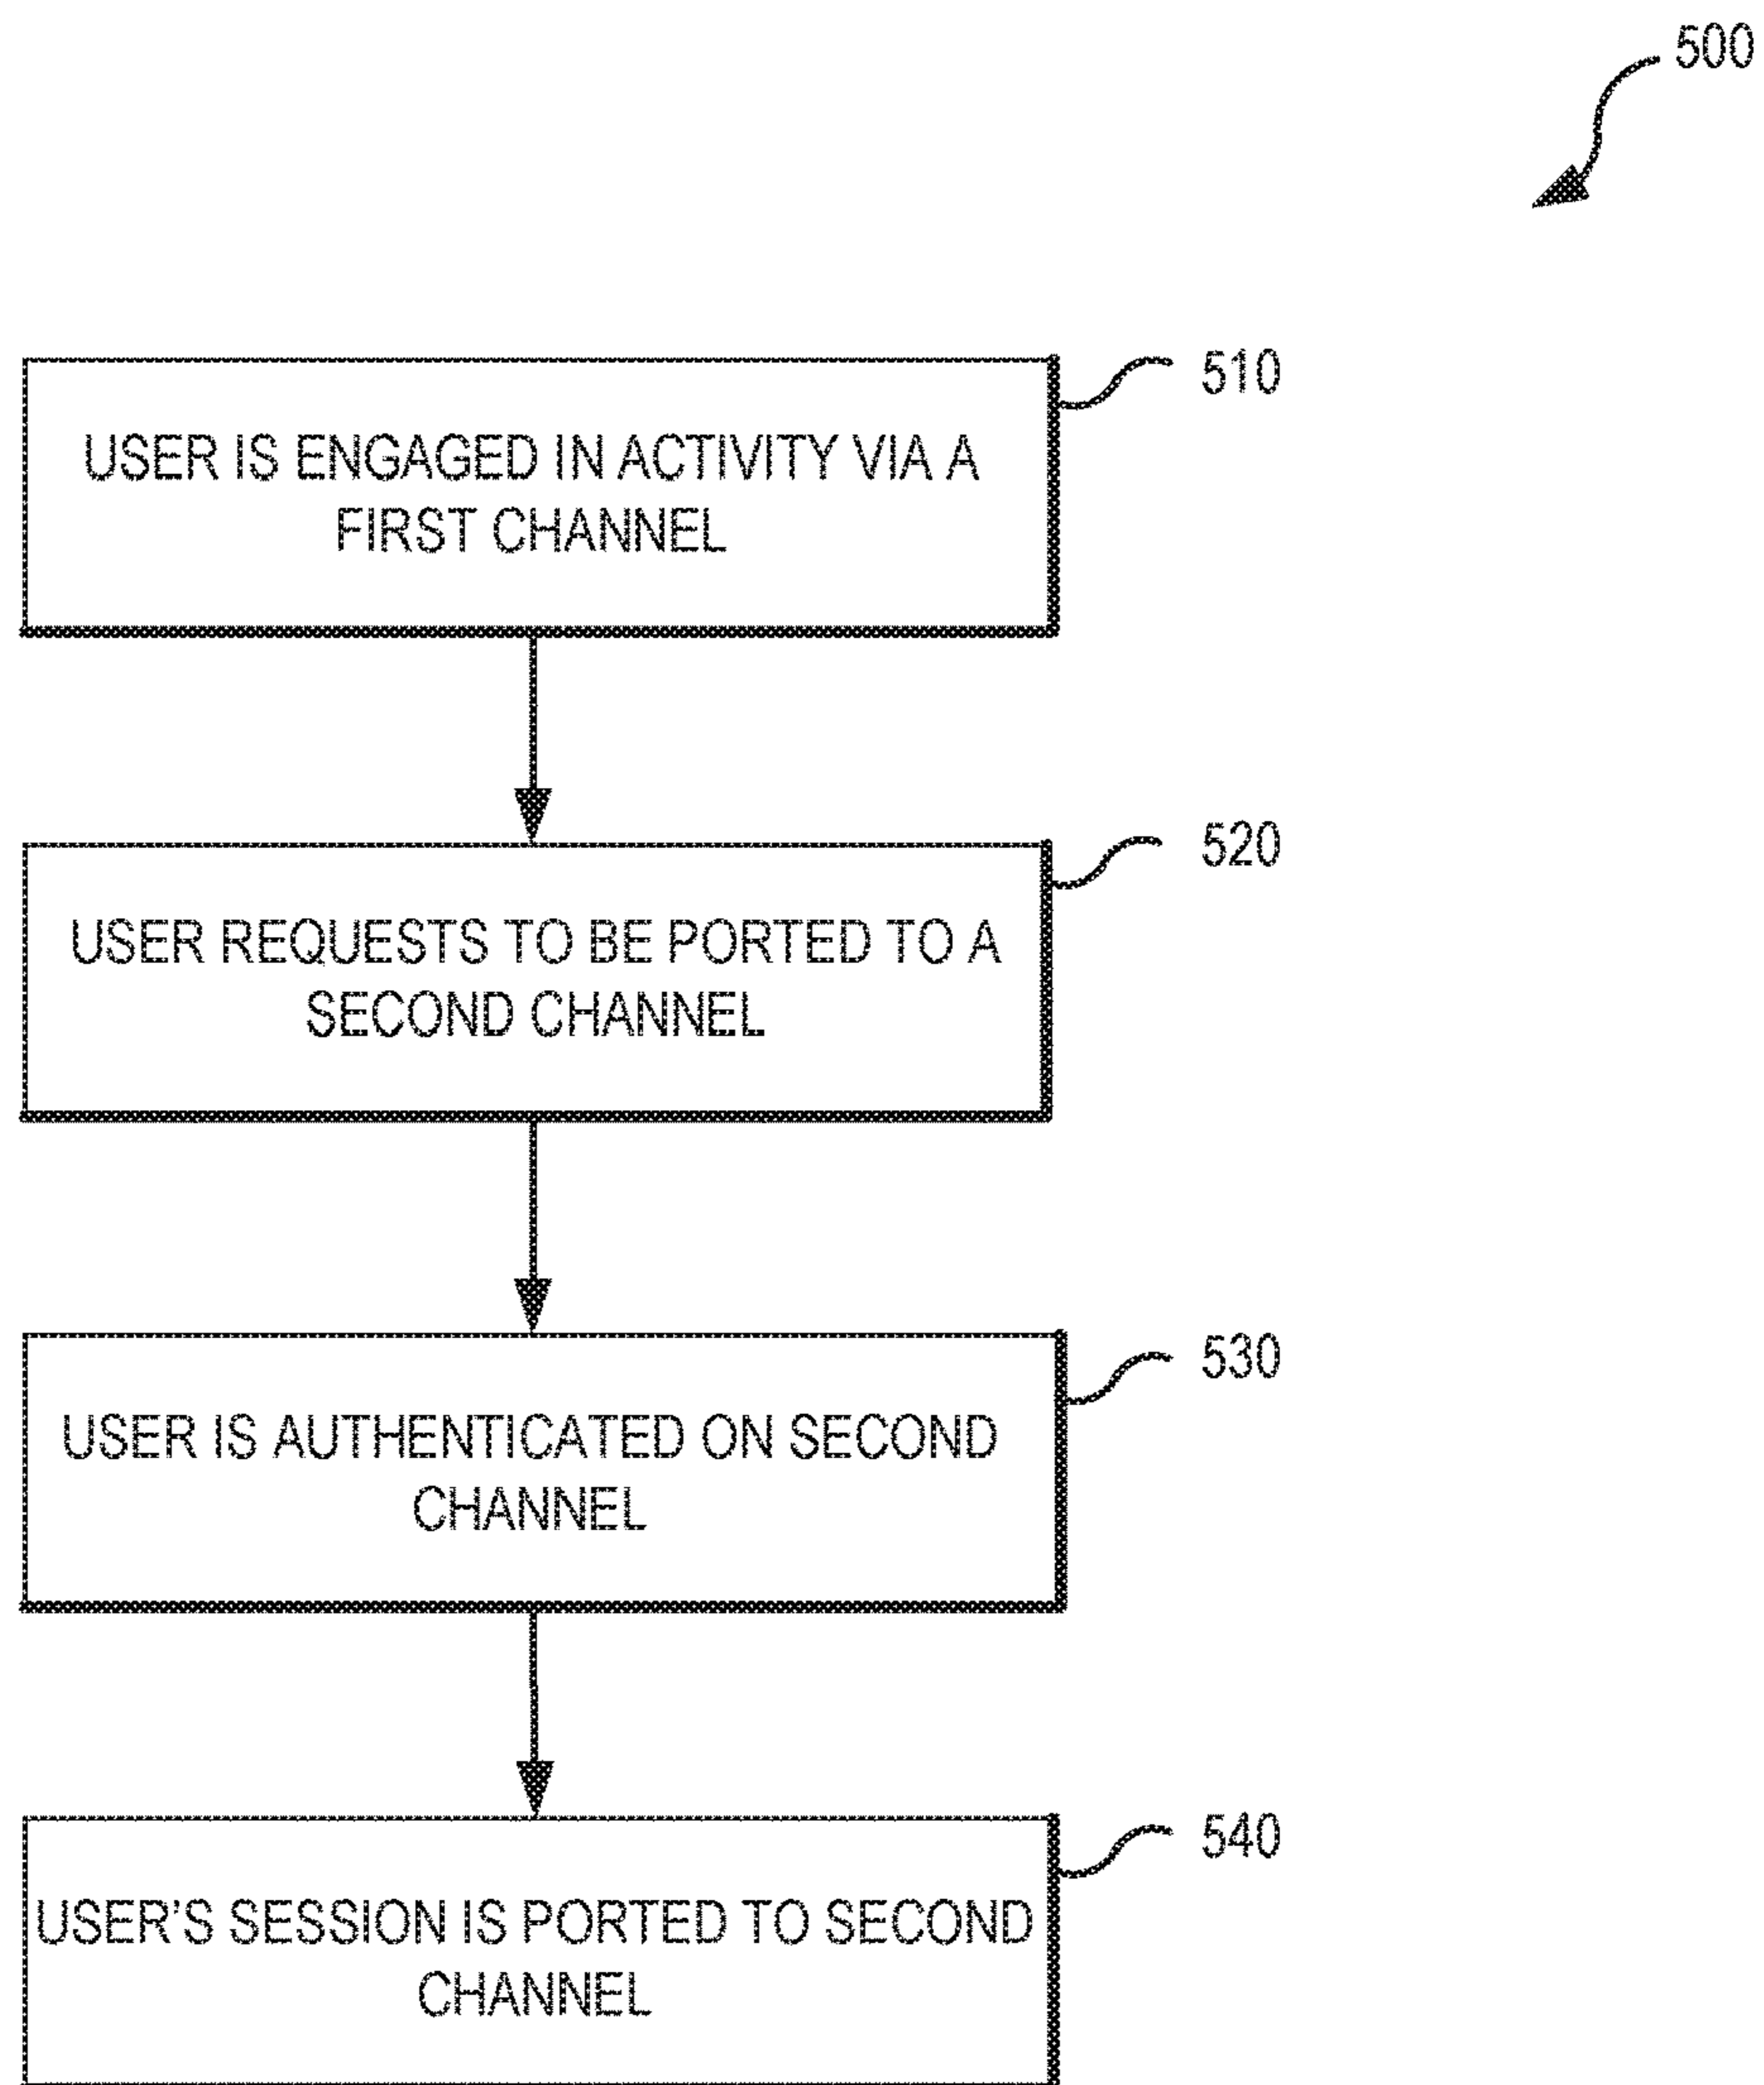 500
510
USER IS ENGAGED IN ACTIVITY VIA A
FIRST CHANNEL
520
USER REQUESTS TO BE PORTED TO A
SECOND CHANNEL
530
USER IS AUTHENTICATED ON SECOND
CHANNEL
540
USER'S SESSION IS PORTED TO SECOND
CHANNEL